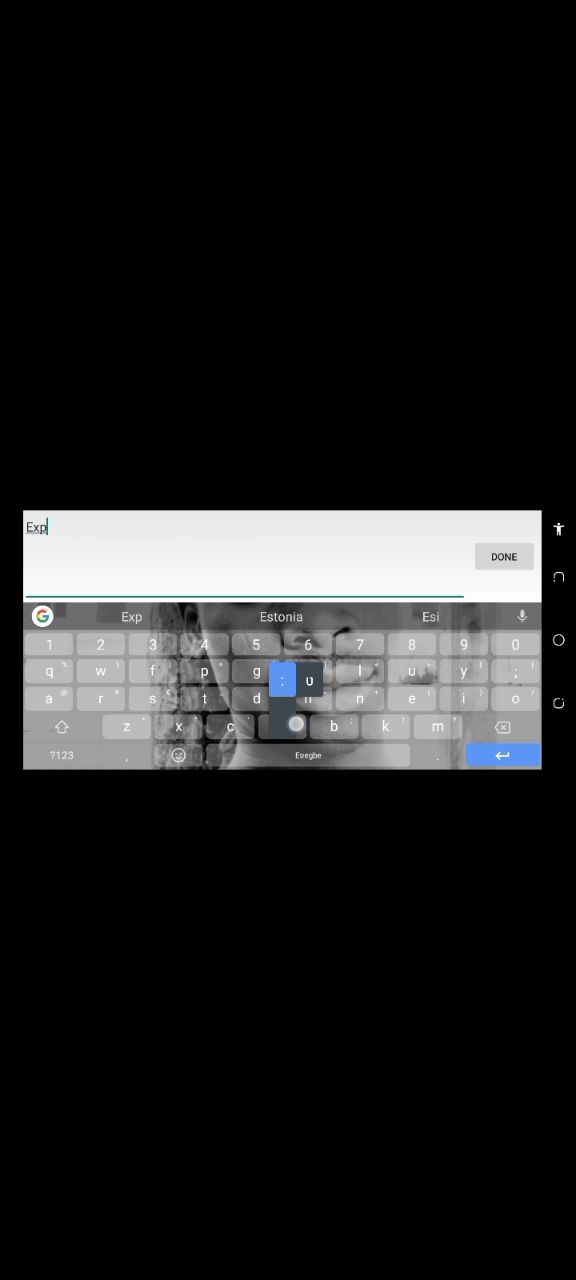 Exp
DONE
Exp Estonia Esi
1 2 3 4 5 6 7 8 9 0
q w f p g l u y ;
: ʋ
a r s t d h n e i o
z x c b k m
?123 , Eʋegbe .